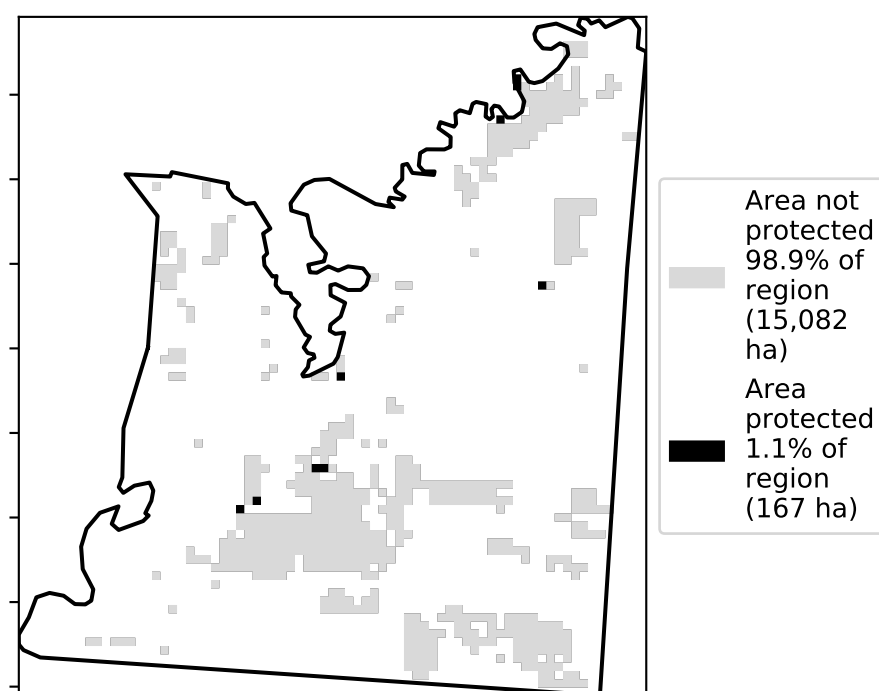 Area not
protected
98.9% of
region
(15,082
ha)
Area
protected
1.1% of
region
(167 ha)